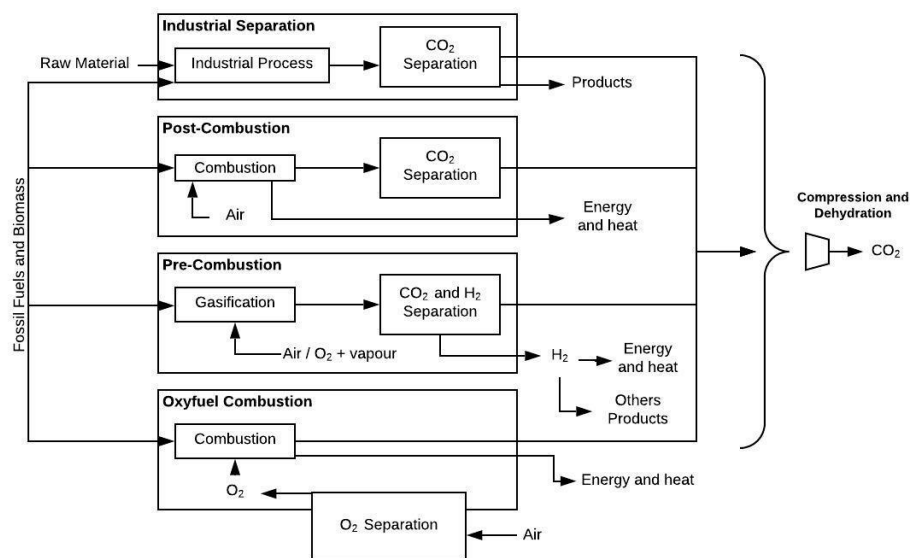 Industrial Separation
Raw Material
Industrial Process
CO₂
Separation
Products
Post-Combustion
Combustion
CO₂
Separation
Air
Energy
and heat
Fossil Fuels and Biomass
Compression and
Dehydration
CO₂
Pre-Combustion
Gasification
CO₂ and H₂
Separation
Air / O₂ + vapour
H₂
Energy
and heat
Others
Products
Oxyfuel Combustion
Combustion
O₂
Energy and heat
O₂ Separation
Air